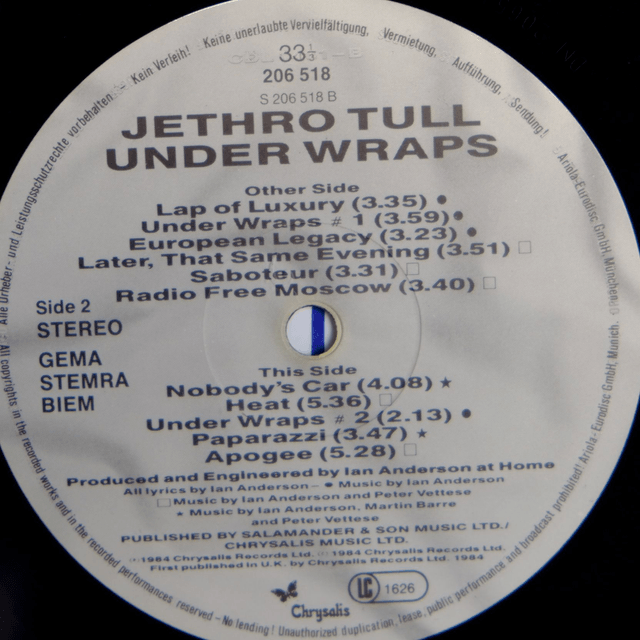 Alle Urheber- und Leistungsschutzrechte vorbehalten! - Kein Verleih! - Keine unerlaubte Vervielfältigung, Vermietung, Aufführung, Sendung!
33⅓
206 518
S 206 518 B
JETHRO TULL
UNDER WRAPS
Other Side
Lap of Luxury (3.35) ●
Under Wraps # 1 (3.59) ●
European Legacy (3.23) ●
Later, That Same Evening (3.51) □
Saboteur (3.31) □
Radio Free Moscow (3.40) □
Side 2
STEREO
GEMA
STEMRA
BIEM
This Side
Nobody's Car (4.08) ★
Heat (5.36) □
Under Wraps # 2 (2.13) ●
Paparazzi (3.47) ★
Apogee (5.28) □
Produced and Engineered by Ian Anderson at Home
All lyrics by Ian Anderson– ● Music by Ian Anderson
□ Music by Ian Anderson and Peter Vettese
★ Music by Ian Anderson, Martin Barre
and Peter Vettese
PUBLISHED BY SALAMANDER & SON MUSIC LTD./
CHRYSALIS MUSIC LTD.
1984 Chrysalis Records Ltd. 1984 Chrysalis Records Ltd.
First published in U.K. by Chrysalis Records Ltd. 1984
Chrysalis
LC 1626
Ariola-Eurodisc GmbH, München
Ariola-Eurodisc GmbH, Munich.
All copyrights in the recorded works and in the recorded performances reserved – No lending! Unauthorized duplication, lease, public performance and broadcast prohibited!